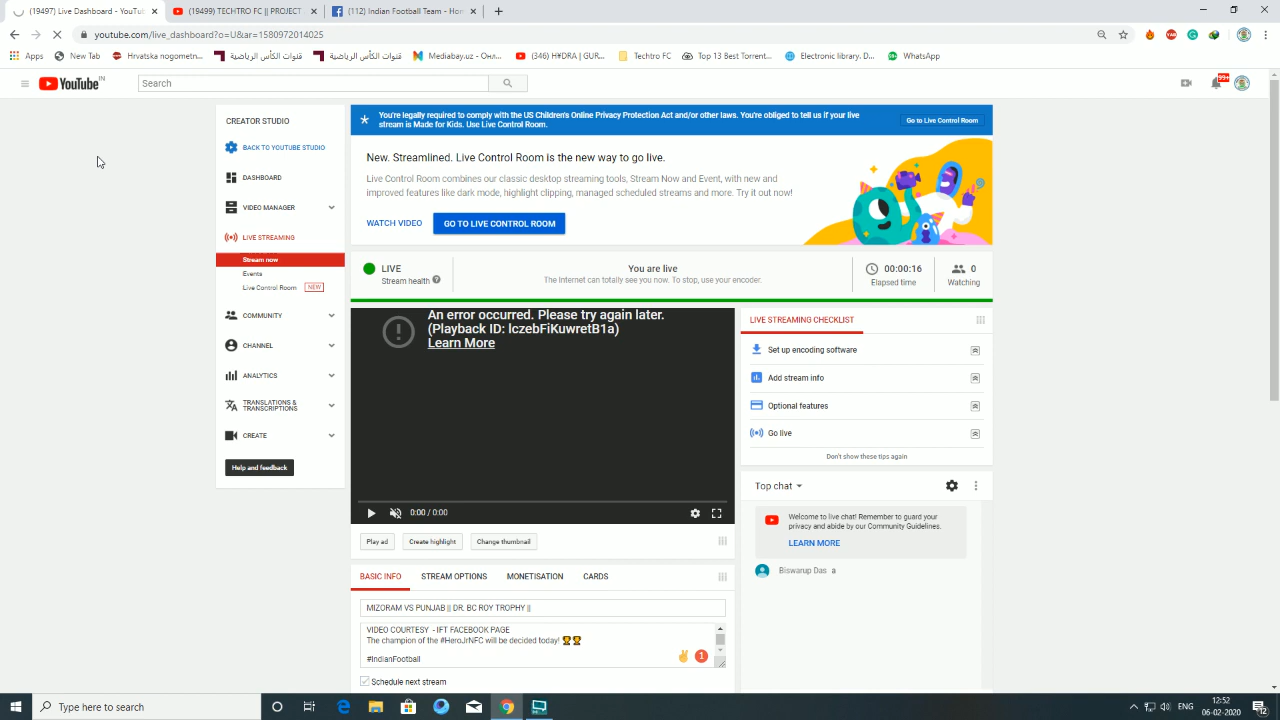 (19497) Live Dashboard - YouTu
(19499) TECHTRO FC || PROJECT
(112) Indian Football Team - Hom
youtube.com/live_dashboard?o=U&ar=1580972014025
Apps
New Tab
Hrvatska nogometn...
قنوات الكأس الرياضية
قنوات الكأس الرياضية
Mediabay.uz -...
(346) HYDRA | GUR...
Techtro FC
Top 13 Best Torrent...
Electronic library. D...
WhatsApp
YouTube IN
Search
99+
CREATOR STUDIO
BACK TO YOUTUBE STUDIO
DASHBOARD
VIDEO MANAGER
LIVE STREAMING
Stream now
Events
Live Control Room NEW
COMMUNITY
CHANNEL
ANALYTICS
TRANSLATIONS &
TRANSCRIPTIONS
CREATE
Help and feedback
You're legally required to comply with the US Children's Online Privacy Protection Act and/or other laws. You're obliged to tell us if your live
stream is Made for Kids. Use Live Control Room.
Go to Live Control Room
New. Streamlined. Live Control Room is the new way to go live.
Live Control Room combines our classic desktop streaming tools, Stream Now and Event, with new and
improved features like dark mode, highlight clipping, managed scheduled streams and more. Try it out now!
WATCH VIDEO
GO TO LIVE CONTROL ROOM
LIVE
Stream health ?
You are live
The Internet can totally see you now. To stop, use your encoder.
00:00:16
Elapsed time
0
Watching
An error occurred. Please try again later.
(Playback ID: IczebFiKuwretB1a)
Learn More
0:00 / 0:00
Play ad
Create highlight
Change thumbnail
BASIC INFO
STREAM OPTIONS
MONETISATION
CARDS
MIZORAM VS PUNJAB || DR. BC ROY TROPHY ||
VIDEO COURTESY - IFT FACEBOOK PAGE
The champion of the #HeroJrNFC will be decided today! 🏆🏆
#IndianFootball
1
Schedule next stream
LIVE STREAMING CHECKLIST
Set up encoding software
Add stream info
Optional features
Go live
Don't show these tips again
Top chat
Welcome to live chat! Remember to guard your
privacy and abide by our Community Guidelines.
LEARN MORE
Biswarup Das a
Type here to search
ENG
12:52
06-02-2020
12